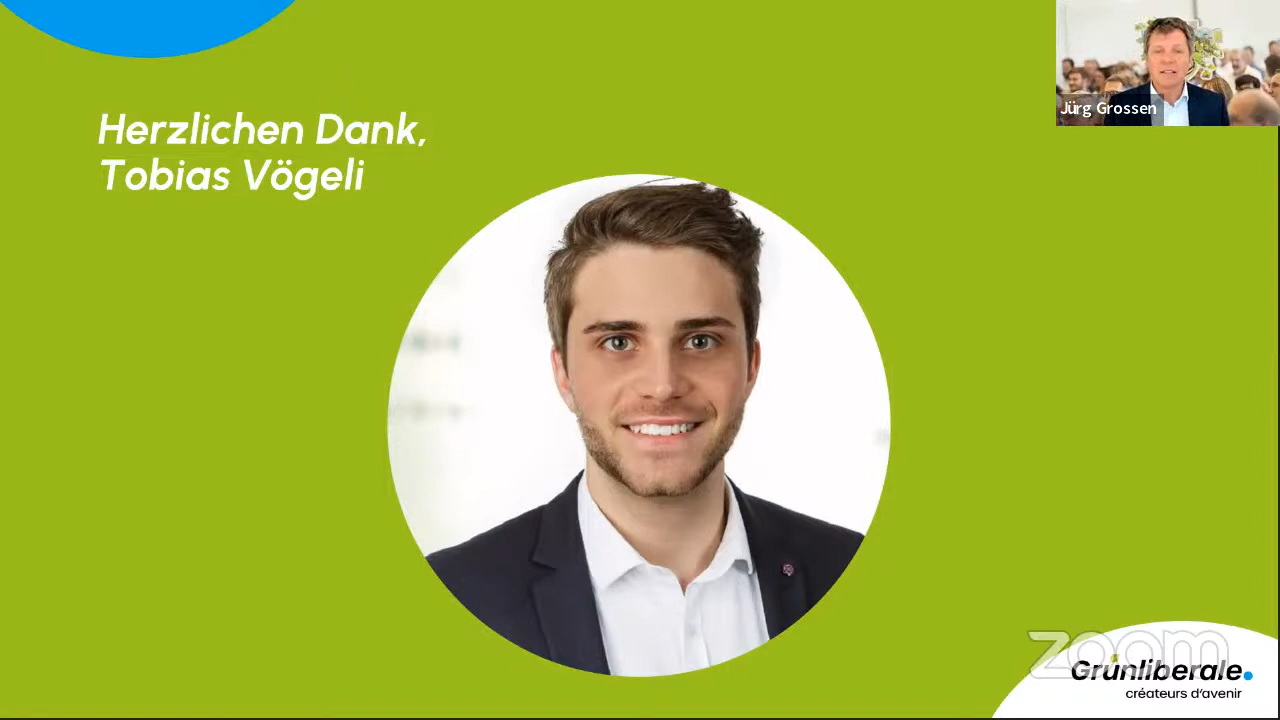 Herzlichen Dank,
Tobias Vögeli
Jürg Grossen
zoom
Grünliberale.
créateurs d'avenir